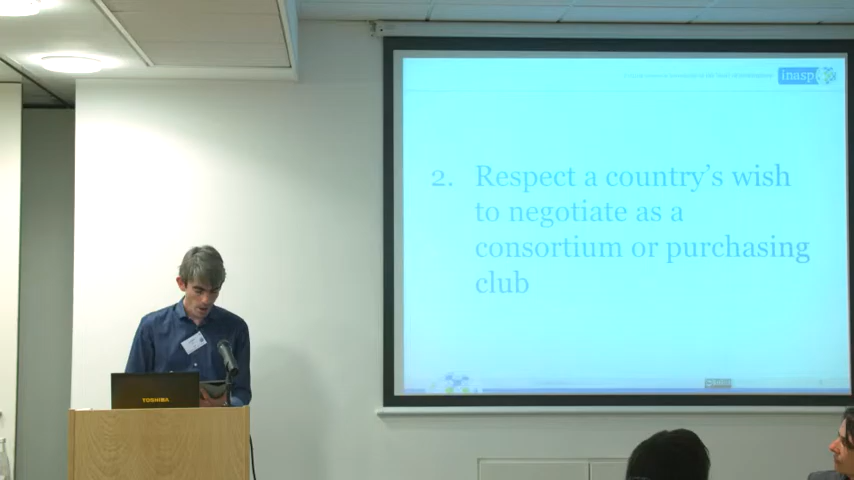 inasp
2. Respect a country's wish
to negotiate as a
consortium or purchasing
club
TOSHIBA